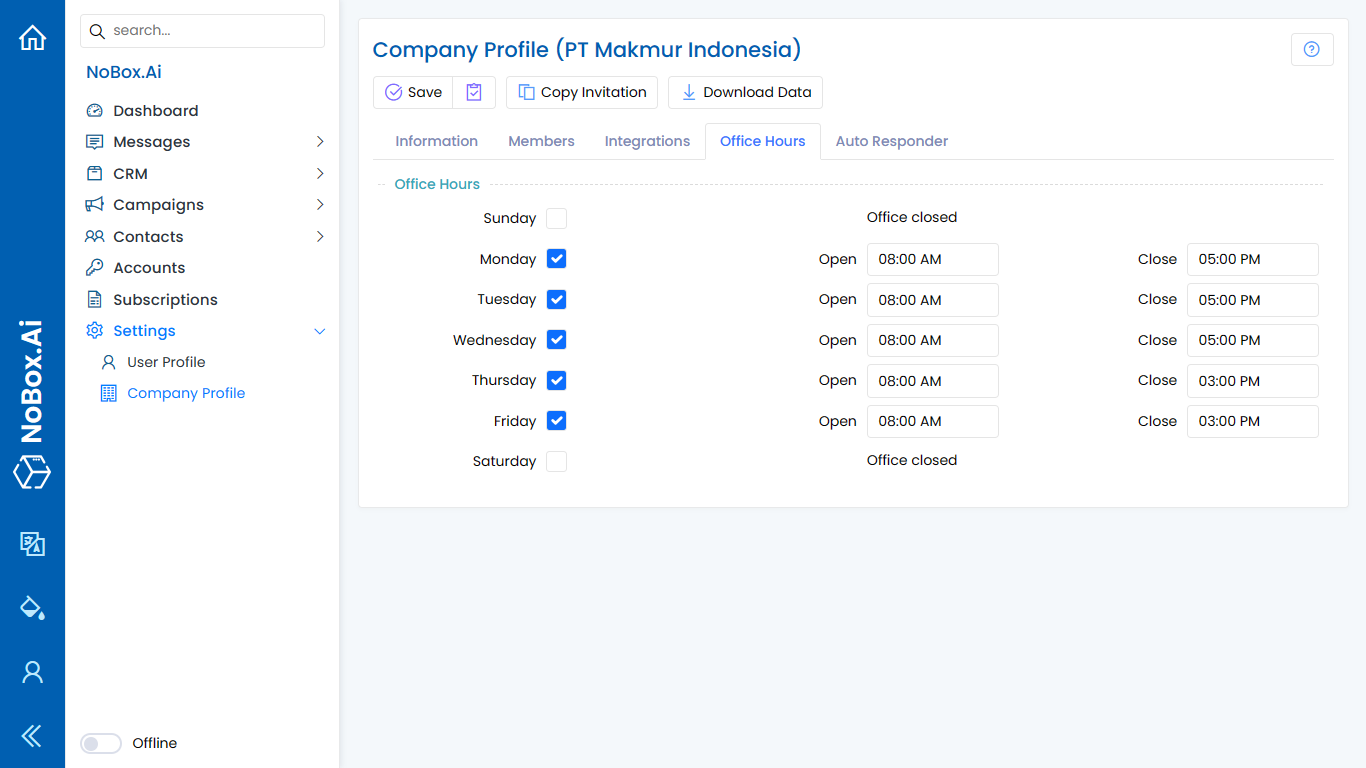 search...
NoBox.Ai
Dashboard
Messages
CRM
Campaigns
Contacts
Accounts
Subscriptions
Settings
User Profile
Company Profile
Offline
NoBox.Ai
Company Profile (PT Makmur Indonesia)
Save Copy Invitation Download Data
Information Members Integrations Office Hours Auto Responder
Office Hours
Sunday Office closed
Monday Open 08:00 AM Close 05:00 PM
Tuesday Open 08:00 AM Close 05:00 PM
Wednesday Open 08:00 AM Close 05:00 PM
Thursday Open 08:00 AM Close 03:00 PM
Friday Open 08:00 AM Close 03:00 PM
Saturday Office closed